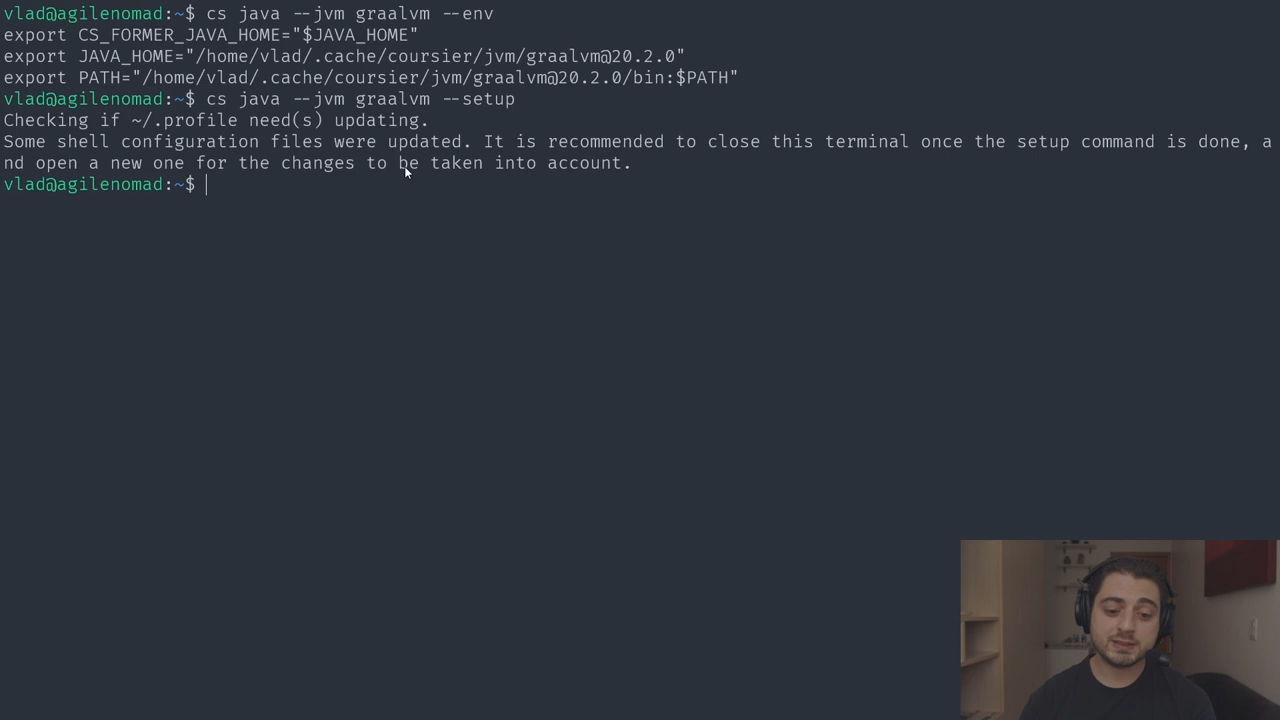 vlad@agilenomad:~$ cs java --jvm graalvm --env
export CS_FORMER_JAVA_HOME="$JAVA_HOME"
export JAVA_HOME="/home/vlad/.cache/coursier/jvm/graalvm@20.2.0"
export PATH="/home/vlad/.cache/coursier/jvm/graalvm@20.2.0/bin:$PATH"
vlad@agilenomad:~$ cs java --jvm graalvm --setup
Checking if ~/.profile need(s) updating.
Some shell configuration files were updated. It is recommended to close this terminal once the setup command is done, a
nd open a new one for the changes to be taken into account.
vlad@agilenomad:~$